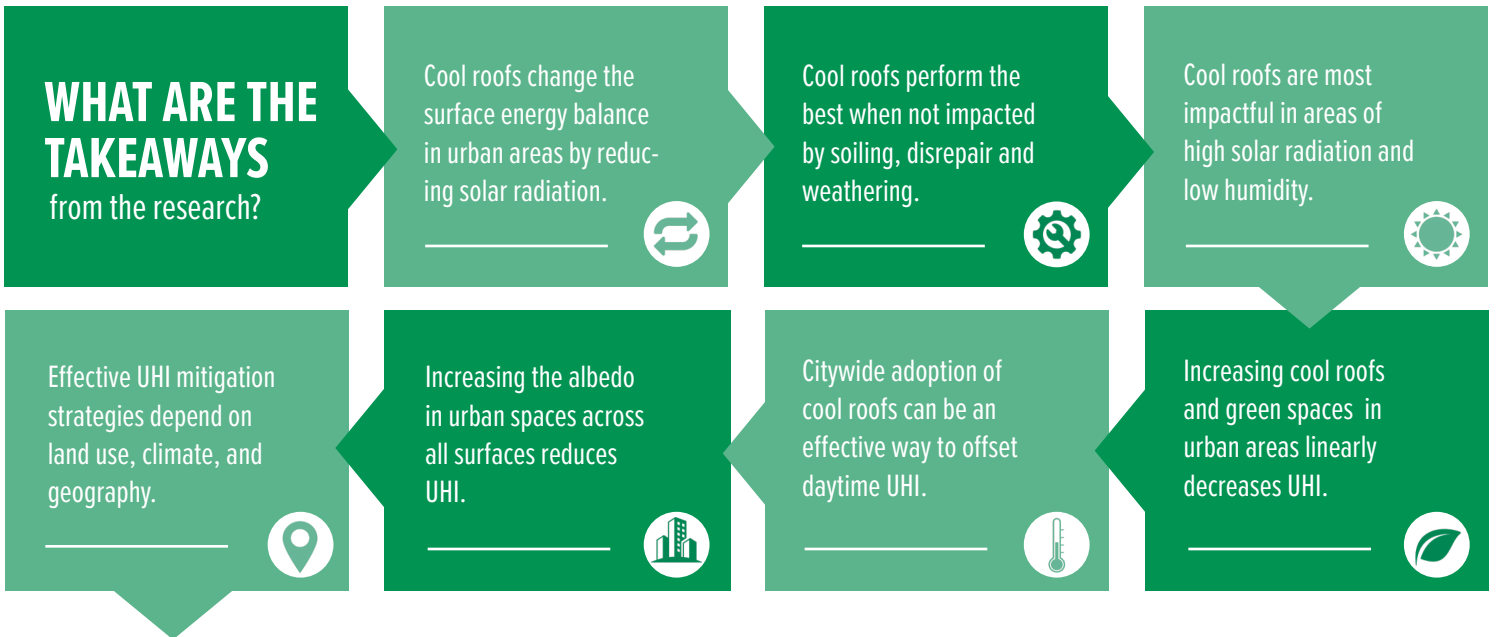 WHAT ARE THE
TAKEAWAYS
from the research?
Cool roofs change the
surface energy balance
in urban areas by reduc-
ing solar radiation.
Cool roofs perform the
best when not impacted
by soiling, disrepair and
weathering.
Cool roofs are most
impactful in areas of
high solar radiation and
low humidity.
Increasing cool roofs
and green spaces in
urban areas linearly
decreases UHI.
Citywide adoption of
cool roofs can be an
effective way to offset
daytime UHI.
Increasing the albedo
in urban spaces across
all surfaces reduces
UHI.
Effective UHI mitigation
strategies depend on
land use, climate, and
geography.